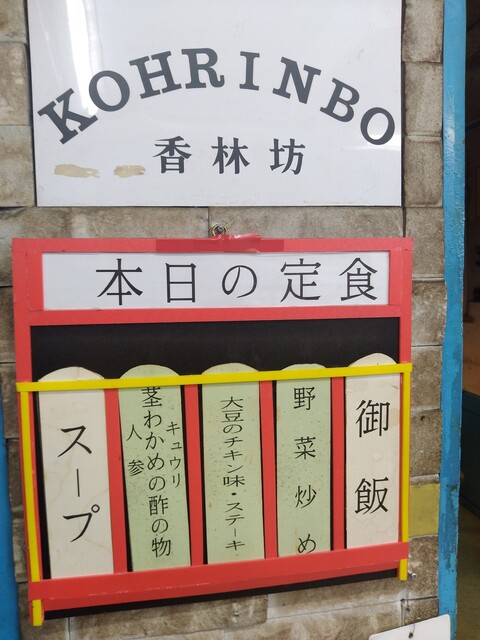 KOHRINBO
香林坊
本日の定食
御飯
野菜炒め
大豆のチキン味・ステーキ
キュウリ
茎わかめの酢の物
人参
スープ